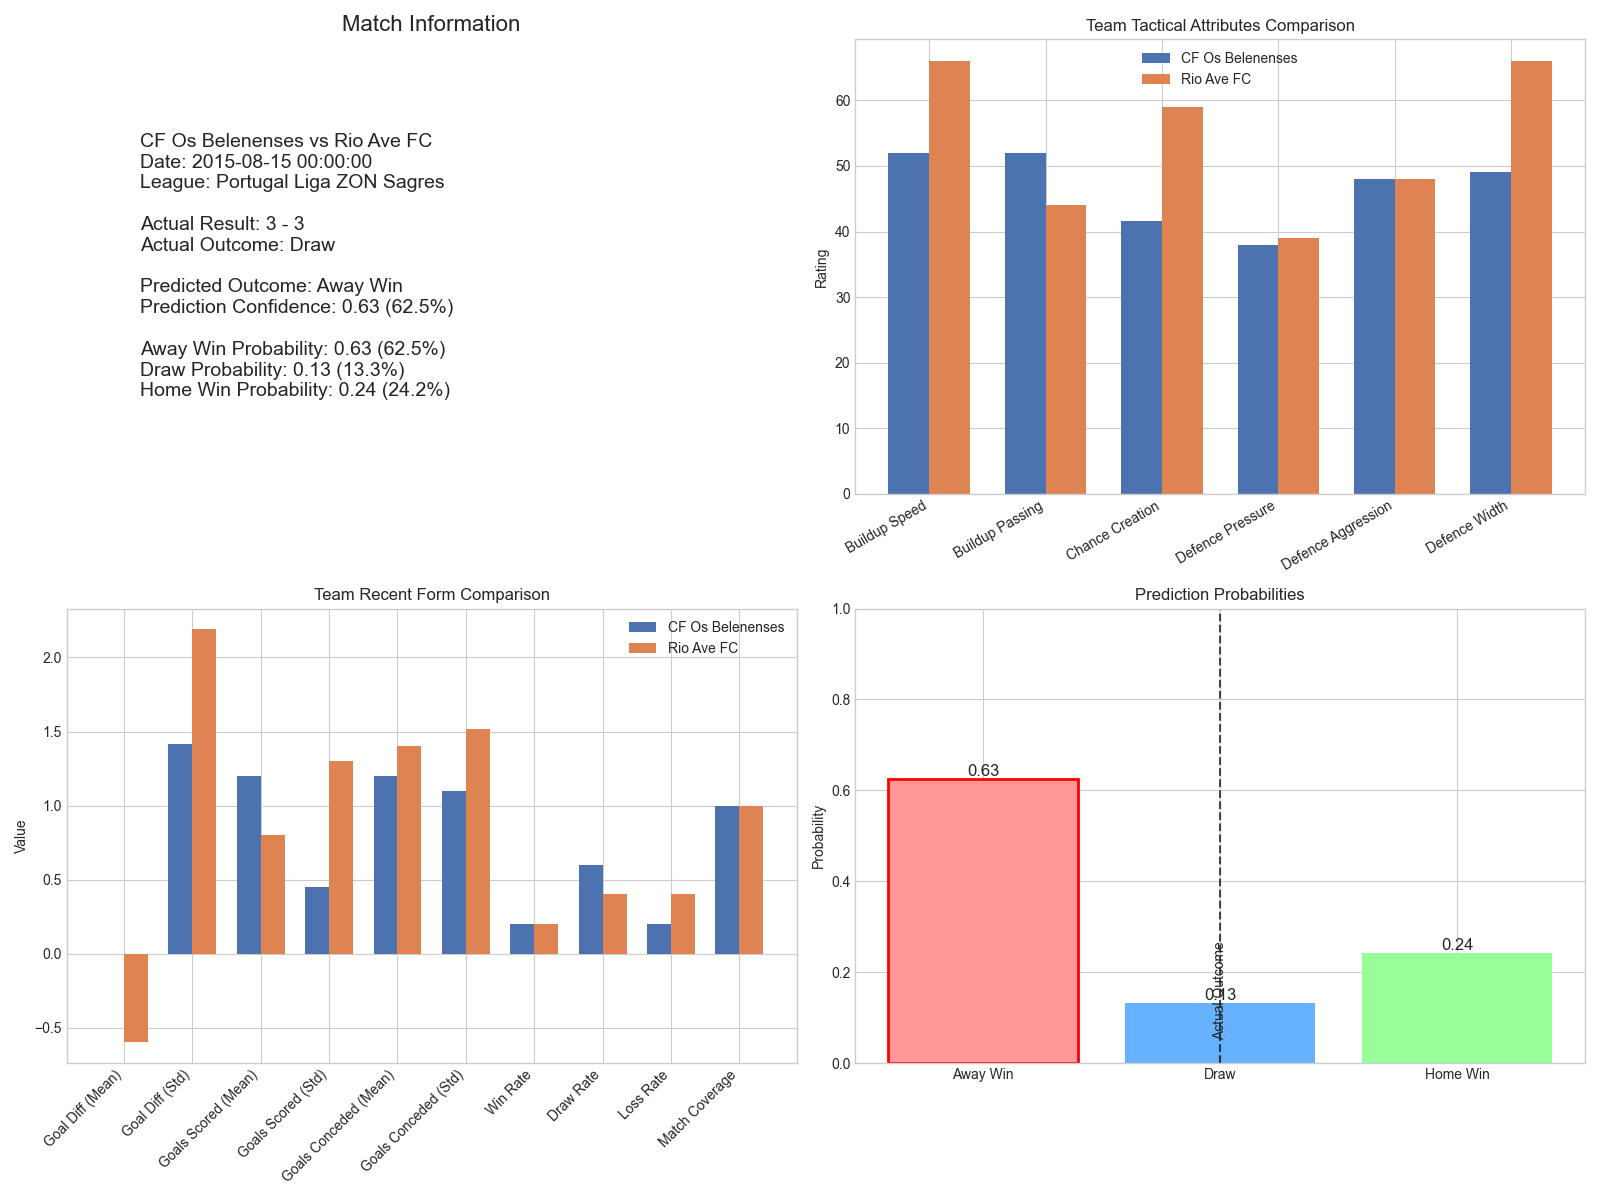 Match Information
CF Os Belenenses vs Rio Ave FC
Date: 2015-08-15 00:00:00
League: Portugal Liga ZON Sagres
Actual Result: 3 - 3
Actual Outcome: Draw
Predicted Outcome: Away Win
Prediction Confidence: 0.63 (62.5%)
Away Win Probability: 0.63 (62.5%)
Draw Probability: 0.13 (13.3%)
Home Win Probability: 0.24 (24.2%)
Team Tactical Attributes Comparison
CF Os Belenenses
Rio Ave FC
Rating
60
50
40
30
20
10
0
Buildup Speed
Buildup Passing
Chance Creation
Defence Pressure
Defence Aggression
Defence Width
Team Recent Form Comparison
CF Os Belenenses
Rio Ave FC
Value
2.0
1.5
1.0
0.5
0.0
−0.5
Goal Diff (Mean)
Goal Diff (Std)
Goals Scored (Mean)
Goals Scored (Std)
Goals Conceded (Mean)
Goals Conceded (Std)
Win Rate
Draw Rate
Loss Rate
Match Coverage
Prediction Probabilities
Probability
1.0
0.8
0.6
0.4
0.2
0.0
0.63
0.13
0.24
Actual Outcome
Away Win
Draw
Home Win